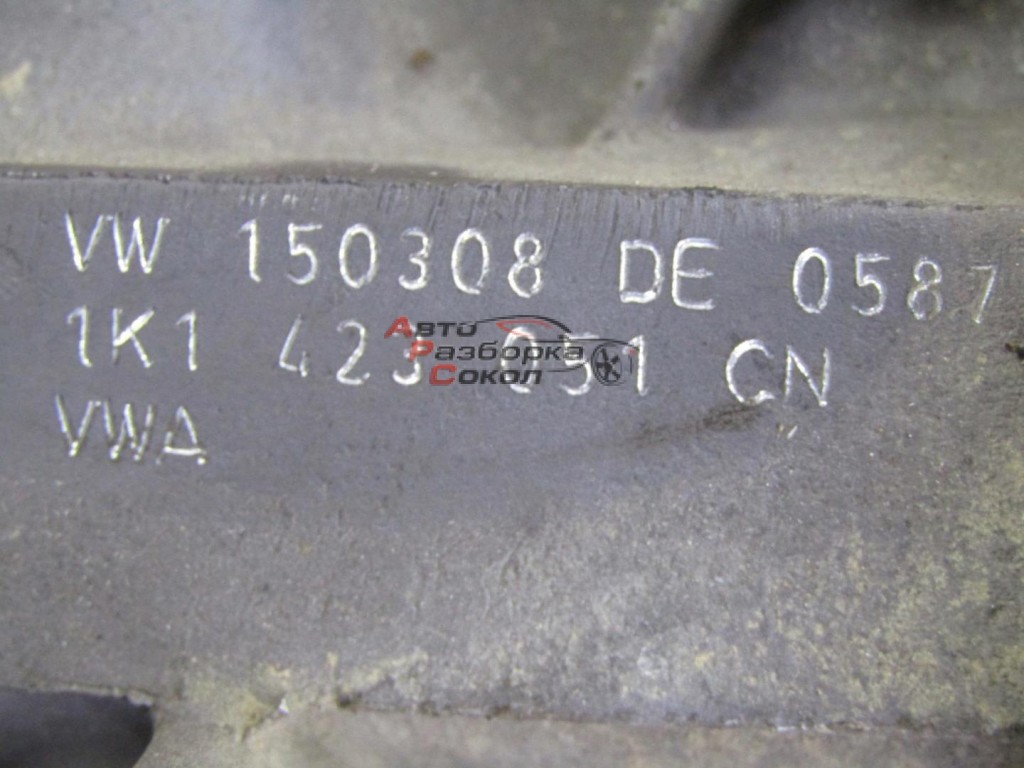 VW 150308 DE 0587
1K1 423 051 CN
VWA
Авто
Разборка
Сокол